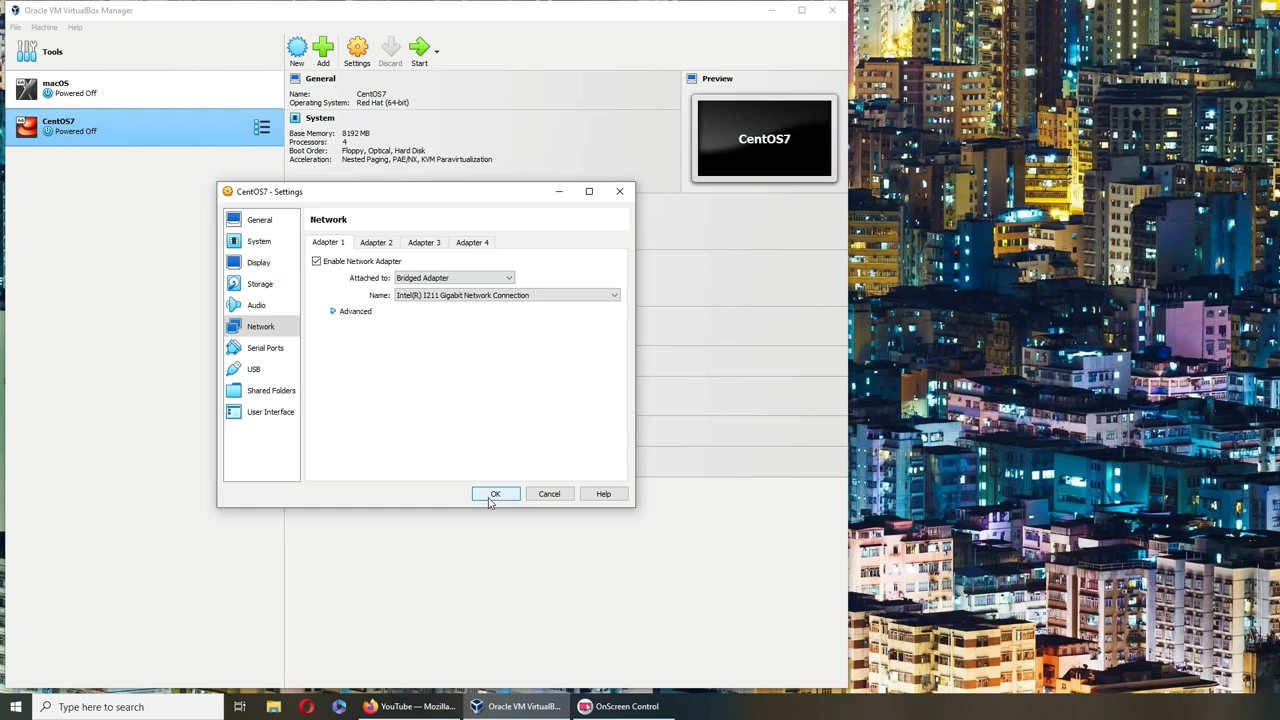 Oracle VM VirtualBox Manager
File Machine Help
Tools
New Add Settings Discard Start
macOS
Powered Off
CentOS7
Powered Off
General
Name: CentOS7
Operating System: Red Hat (64-bit)
System
Base Memory: 8192 MB
Processors: 4
Boot Order: Floppy, Optical, Hard Disk
Acceleration: Nested Paging, PAE/NX, KVM Paravirtualization
Preview
CentOS7
CentOS7 - Settings
General
System
Display
Storage
Audio
Network
Serial Ports
USB
Shared Folders
User Interface
Network
Adapter 1 Adapter 2 Adapter 3 Adapter 4
Enable Network Adapter
Attached to: Bridged Adapter
Name: Intel(R) I211 Gigabit Network Connection
Advanced
OK Cancel Help
Type here to search
YouTube — Mozilla...
Oracle VM VirtualB...
OnScreen Control